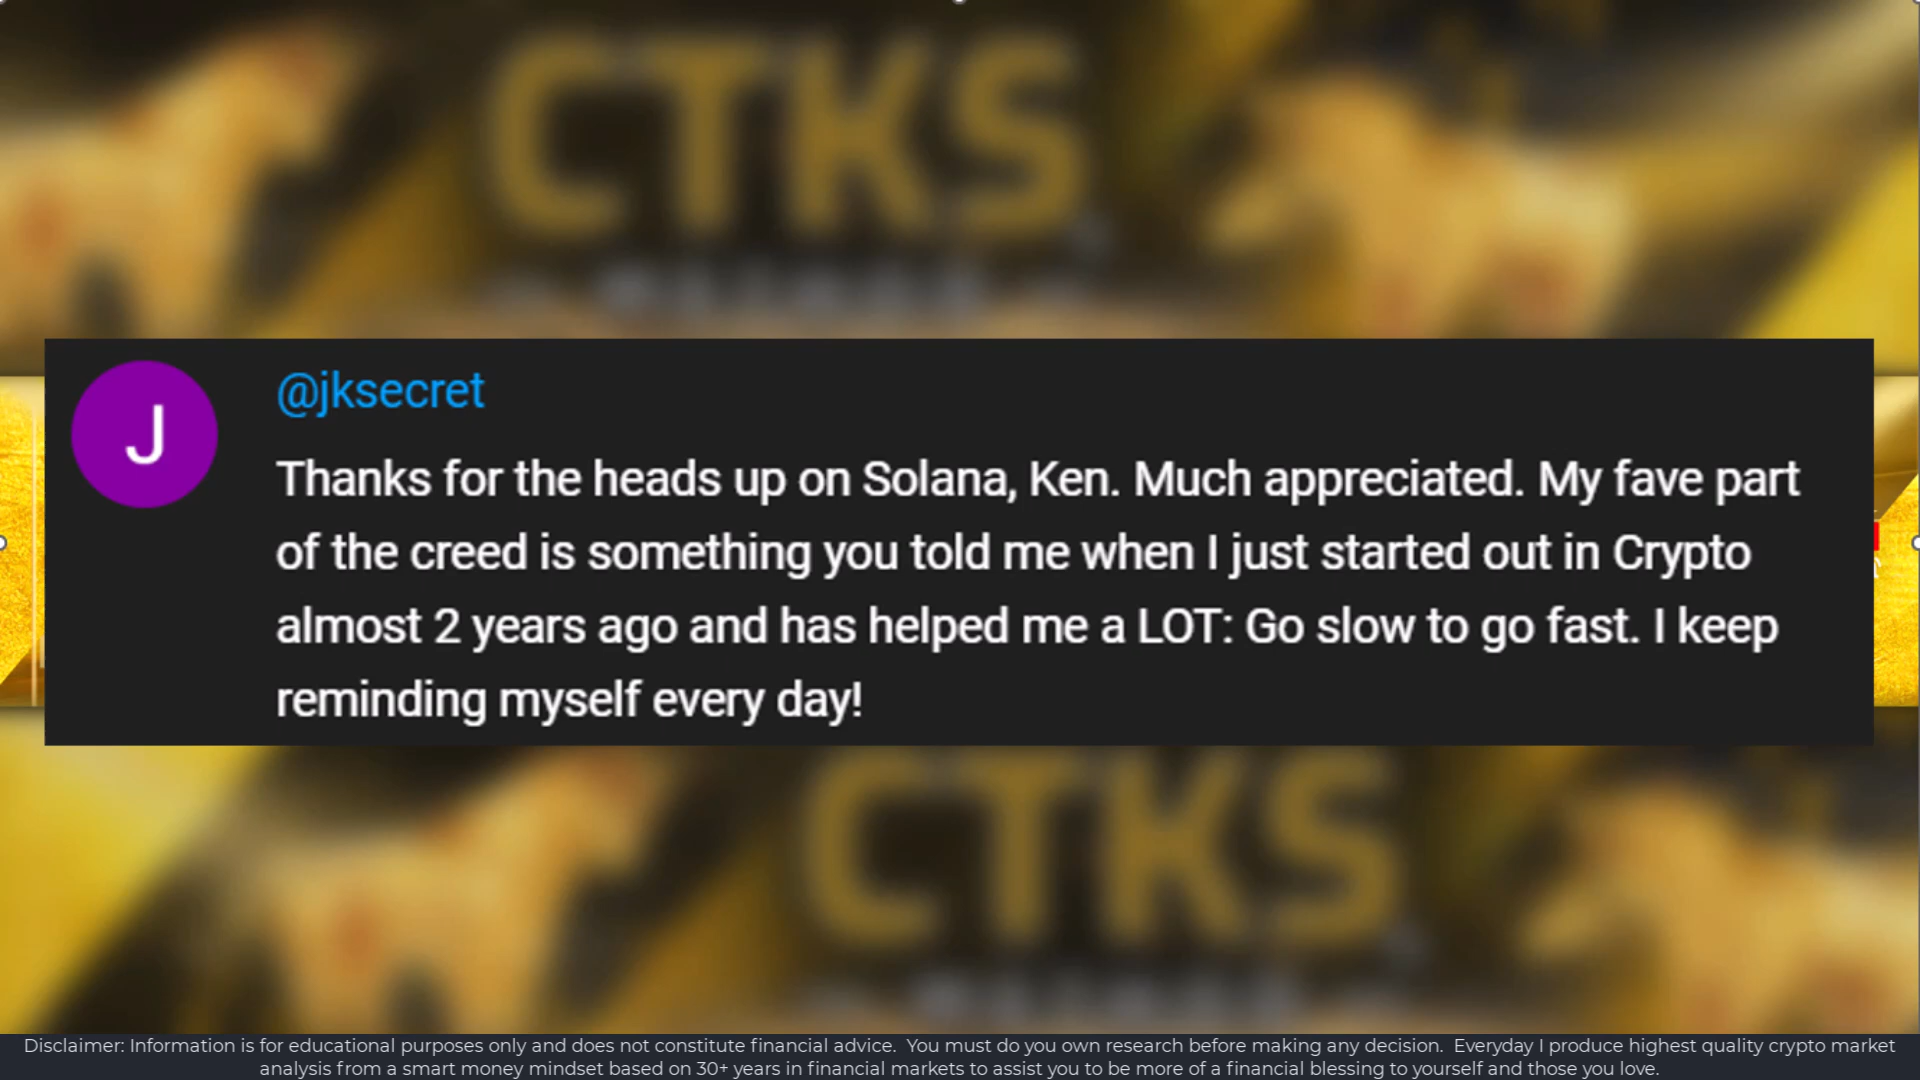 CTKS
J
@jksecret
Thanks for the heads up on Solana, Ken. Much appreciated. My fave part
of the creed is something you told me when I just started out in Crypto
almost 2 years ago and has helped me a LOT: Go slow to go fast. I keep
reminding myself every day!
CTKS
Disclaimer: Information is for educational purposes only and does not constitute financial advice.  You must do you own research before making any decision.  Everyday I produce highest quality crypto market
analysis from a smart money mindset based on 30+ years in financial markets to assist you to be more of a financial blessing to yourself and those you love.